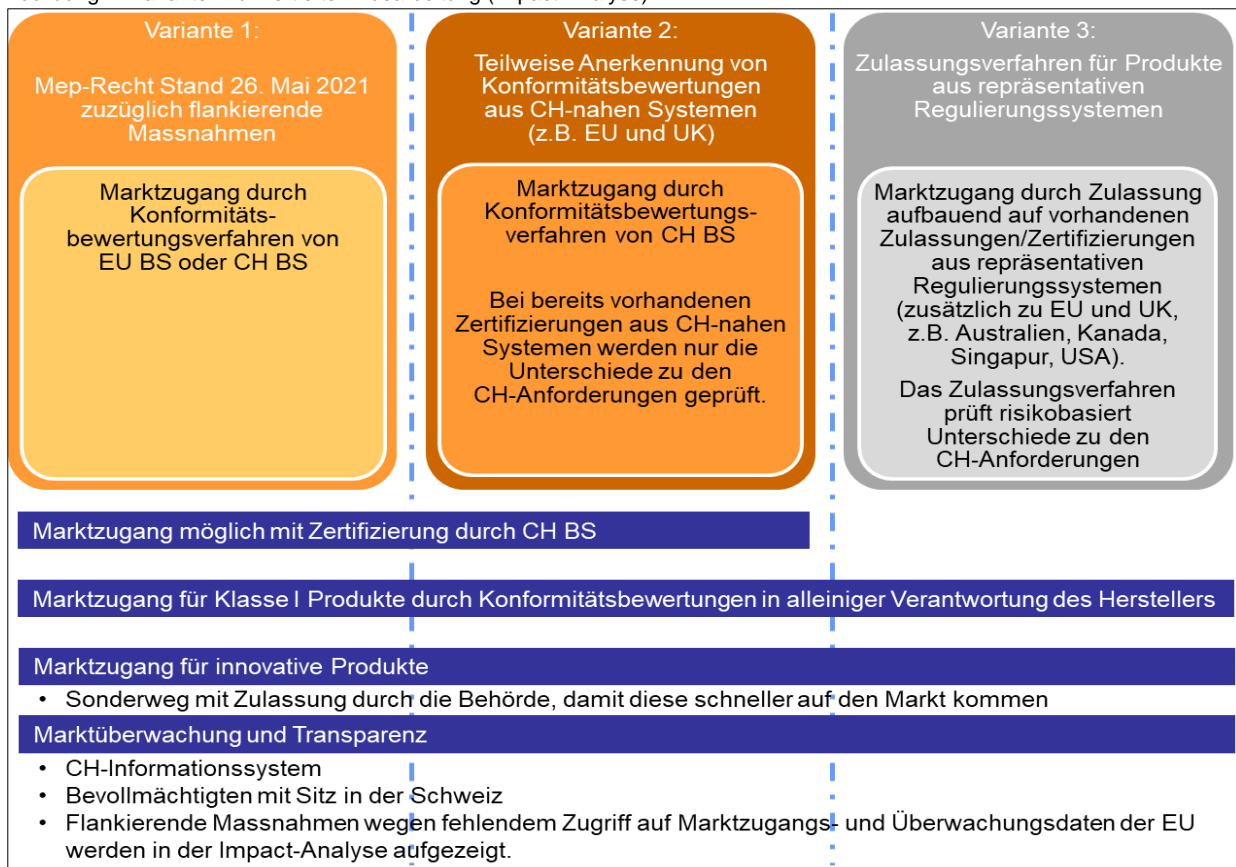 Variante 1:
Mep-Recht Stand 26. Mai 2021
zuzüglich flankierende
Massnahmen
Marktzugang durch
Konformitäts-
bewertungsverfahren von
EU BS oder CH BS
Variante 2:
Teilweise Anerkennung von
Konformitätsbewertungen
aus CH-nahen Systemen
(z.B. EU und UK)
Marktzugang durch
Konformitätsbewertungs-
verfahren von CH BS
Bei bereits vorhandenen
Zertifizierungen aus CH-nahen
Systemen werden nur die
Unterschiede zu den
CH-Anforderungen geprüft.
Variante 3:
Zulassungsverfahren für Produkte
aus repräsentativen
Regulierungssystemen
Marktzugang durch Zulassung
aufbauend auf vorhandenen
Zulassungen/Zertifizierungen
aus repräsentativen
Regulierungssystemen
(zusätzlich zu EU und UK,
z.B. Australien, Kanada,
Singapur, USA).
Das Zulassungsverfahren
prüft risikobasiert
Unterschiede zu den
CH-Anforderungen
Marktzugang möglich mit Zertifizierung durch CH BS
Marktzugang für Klasse I Produkte durch Konformitätsbewertungen in alleiniger Verantwortung des Herstellers
Marktzugang für innovative Produkte
• Sonderweg mit Zulassung durch die Behörde, damit diese schneller auf den Markt kommen
Marktüberwachung und Transparenz
• CH-Informationssystem
• Bevollmächtigten mit Sitz in der Schweiz
• Flankierende Massnahmen wegen fehlendem Zugriff auf Marktzugangs- und Überwachungsdaten der EU
werden in der Impact-Analyse aufgezeigt.